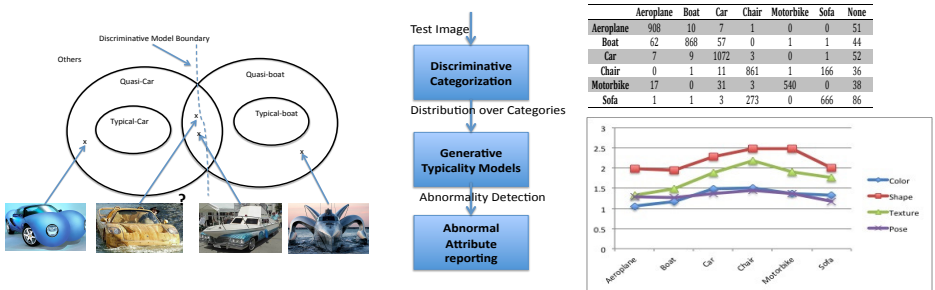 Discriminative Model Boundary
Others
Quasi-Car
Quasi-boat
Typical-Car
Typical-boat
x
x
x
x
?
Test Image
Discriminative
Categorization
Distribution over Categories
Generative
Typicality Models
Abnormality Detection
Abnormal
Attribute
reporting
Aeroplane Boat Car Chair Motorbike Sofa None
Aeroplane 908 10 7 1 0 0 51
Boat 62 868 57 0 1 1 44
Car 7 9 1072 3 0 1 52
Chair 0 1 11 861 1 166 36
Motorbike 17 0 31 3 540 0 38
Sofa 1 1 3 273 0 666 86
3
2.5
2
1.5
1
0.5
0
Aeroplane
Boat
Car
Chair
Motorbike
Sofa
Color
Shape
Texture
Pose